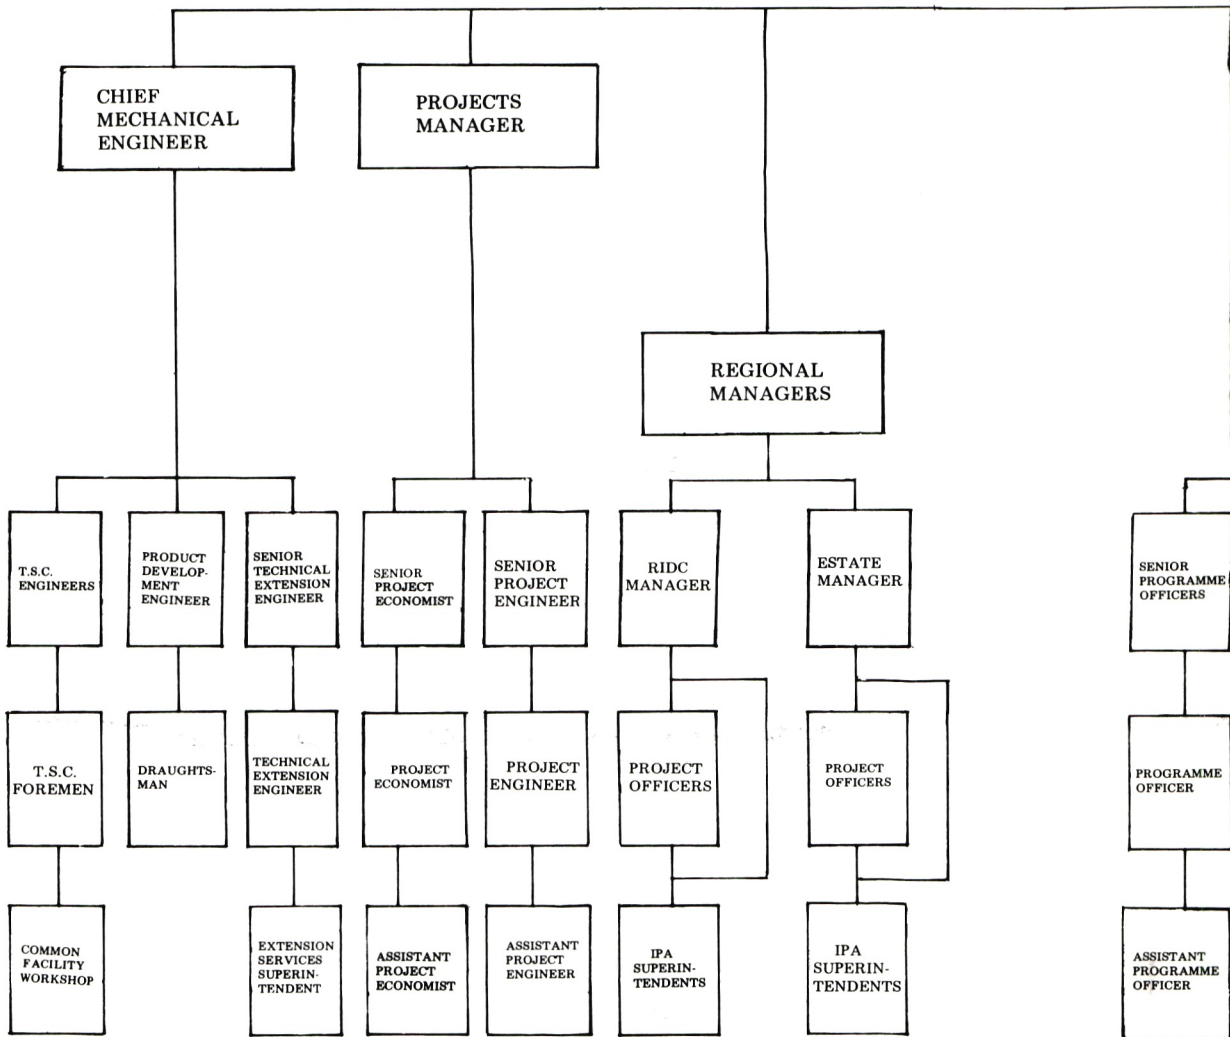 CHIEF
MECHANICAL
ENGINEER
PROJECTS
MANAGER
REGIONAL
MANAGERS
T.S.C.
ENGINEERS
PRODUCT
DEVELOP-
MENT
ENGINEER
SENIOR
TECHNICAL
EXTENSION
ENGINEER
SENIOR
PROJECT
ECONOMIST
SENIOR
PROJECT
ENGINEER
RIDC
MANAGER
ESTATE
MANAGER
SENIOR
PROGRAMME
OFFICERS
T.S.C.
FOREMEN
DRAUGHTS-
MAN
TECHNICAL
EXTENSION
ENGINEER
PROJECT
ECONOMIST
PROJECT
ENGINEER
PROJECT
OFFICERS
PROJECT
OFFICERS
PROGRAMME
OFFICER
COMMON
FACILITY
WORKSHOP
EXTENSION
SERVICES
SUPERIN-
TENDENT
ASSISTANT
PROJECT
ECONOMIST
ASSISTANT
PROJECT
ENGINEER
IPA
SUPERIN-
TENDENTS
IPA
SUPERIN-
TENDENTS
ASSISTANT
PROGRAMME
OFFICER